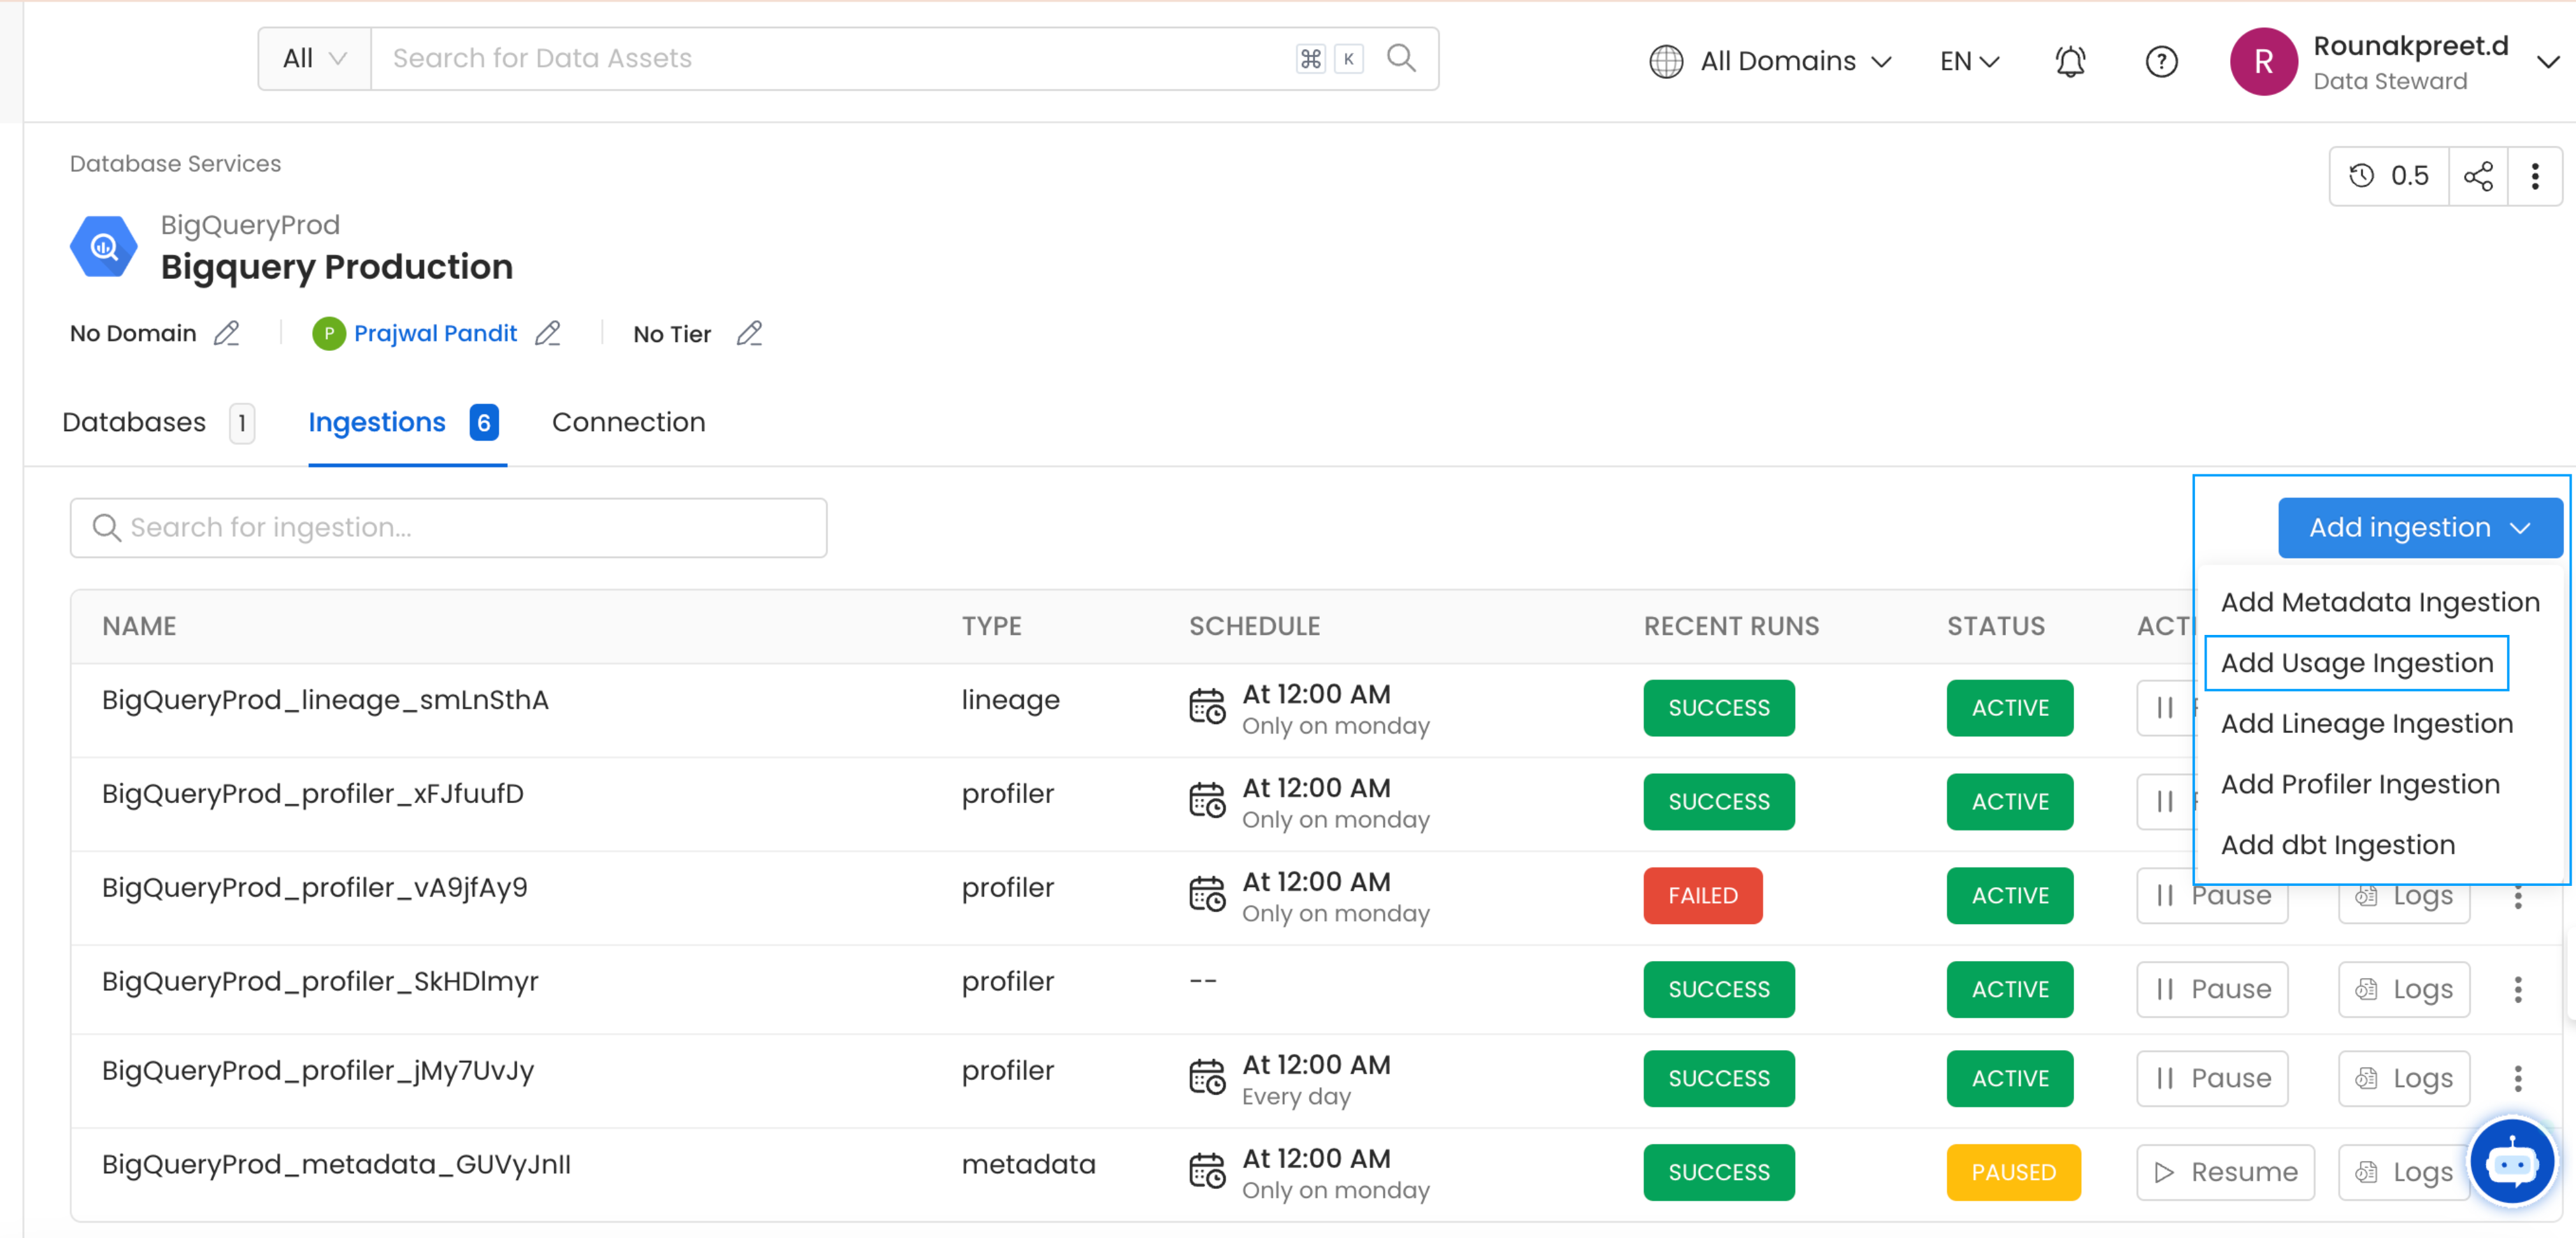 All Search for Data Assets ⌘ K All Domains EN R Rounakpreet.d
Data Steward
Database Services
0.5
BigQueryProd
Bigquery Production
No Domain P Prajwal Pandit No Tier
Databases 1 Ingestions 6 Connection
Search for ingestion... Add ingestion
Add Metadata Ingestion
Add Usage Ingestion
Add Lineage Ingestion
Add Profiler Ingestion
Add dbt Ingestion
NAME TYPE SCHEDULE RECENT RUNS STATUS ACTI
BigQueryProd_lineage_smLnSthA lineage At 12:00 AM SUCCESS ACTIVE
Only on monday
BigQueryProd_profiler_xFJfuufD profiler At 12:00 AM SUCCESS ACTIVE
Only on monday
BigQueryProd_profiler_vA9jfAy9 profiler At 12:00 AM FAILED ACTIVE Pause Logs
Only on monday
BigQueryProd_profiler_SkHDlmyr profiler -- SUCCESS ACTIVE Pause Logs
BigQueryProd_profiler_jMy7UvJy profiler At 12:00 AM SUCCESS ACTIVE Pause Logs
Every day
BigQueryProd_metadata_GUVyJnII metadata At 12:00 AM SUCCESS PAUSED Resume Logs
Only on monday